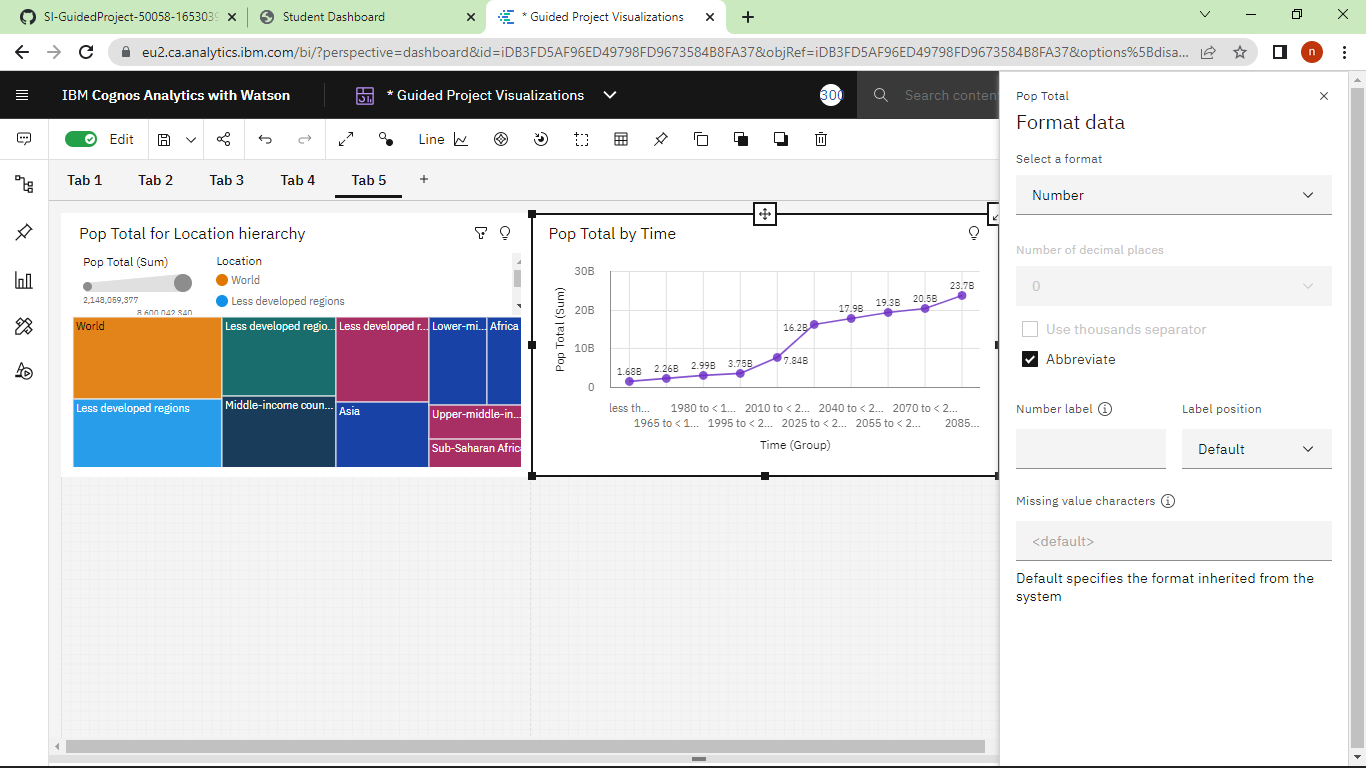 SI-GuidedProject-50058-1653039
Student Dashboard
* Guided Project Visualizations
eu2.ca.analytics.ibm.com/bi/?perspective=dashboard&id=iDB3FD5AF96ED49798FD9673584B8FA37&objRef=iDB3FD5AF96ED49798FD9673584B8FA37&options%5Bdisa...
n
IBM Cognos Analytics with Watson
* Guided Project Visualizations
300
Search conten
Edit
Line
Tab 1
Tab 2
Tab 3
Tab 4
Tab 5
+
Pop Total for Location hierarchy
Pop Total (Sum)
2,148,059,377
8,600,042,340
Location
World
Less developed regions
World
Less developed regio...
Less developed r...
Lower-mi...
Africa
Less developed regions
Middle-income coun...
Asia
Upper-middle-in...
Sub-Saharan Afric
Pop Total by Time
Pop Total (Sum)
30B
20B
10B
0
1.68B
2.26B
2.99B
3.75B
7.84B
16.2B
17.9B
19.3B
20.5B
23.7B
less th...
1980 to < 1...
2010 to < 2...
2040 to < 2...
2070 to < 2...
1965 to < 1...
1995 to < 2...
2025 to < 2...
2055 to < 2...
2085...
Time (Group)
Pop Total
Format data
Select a format
Number
Number of decimal places
0
Use thousands separator
Abbreviate
Number label
Label position
Default
Missing value characters
<default>
Default specifies the format inherited from the
system